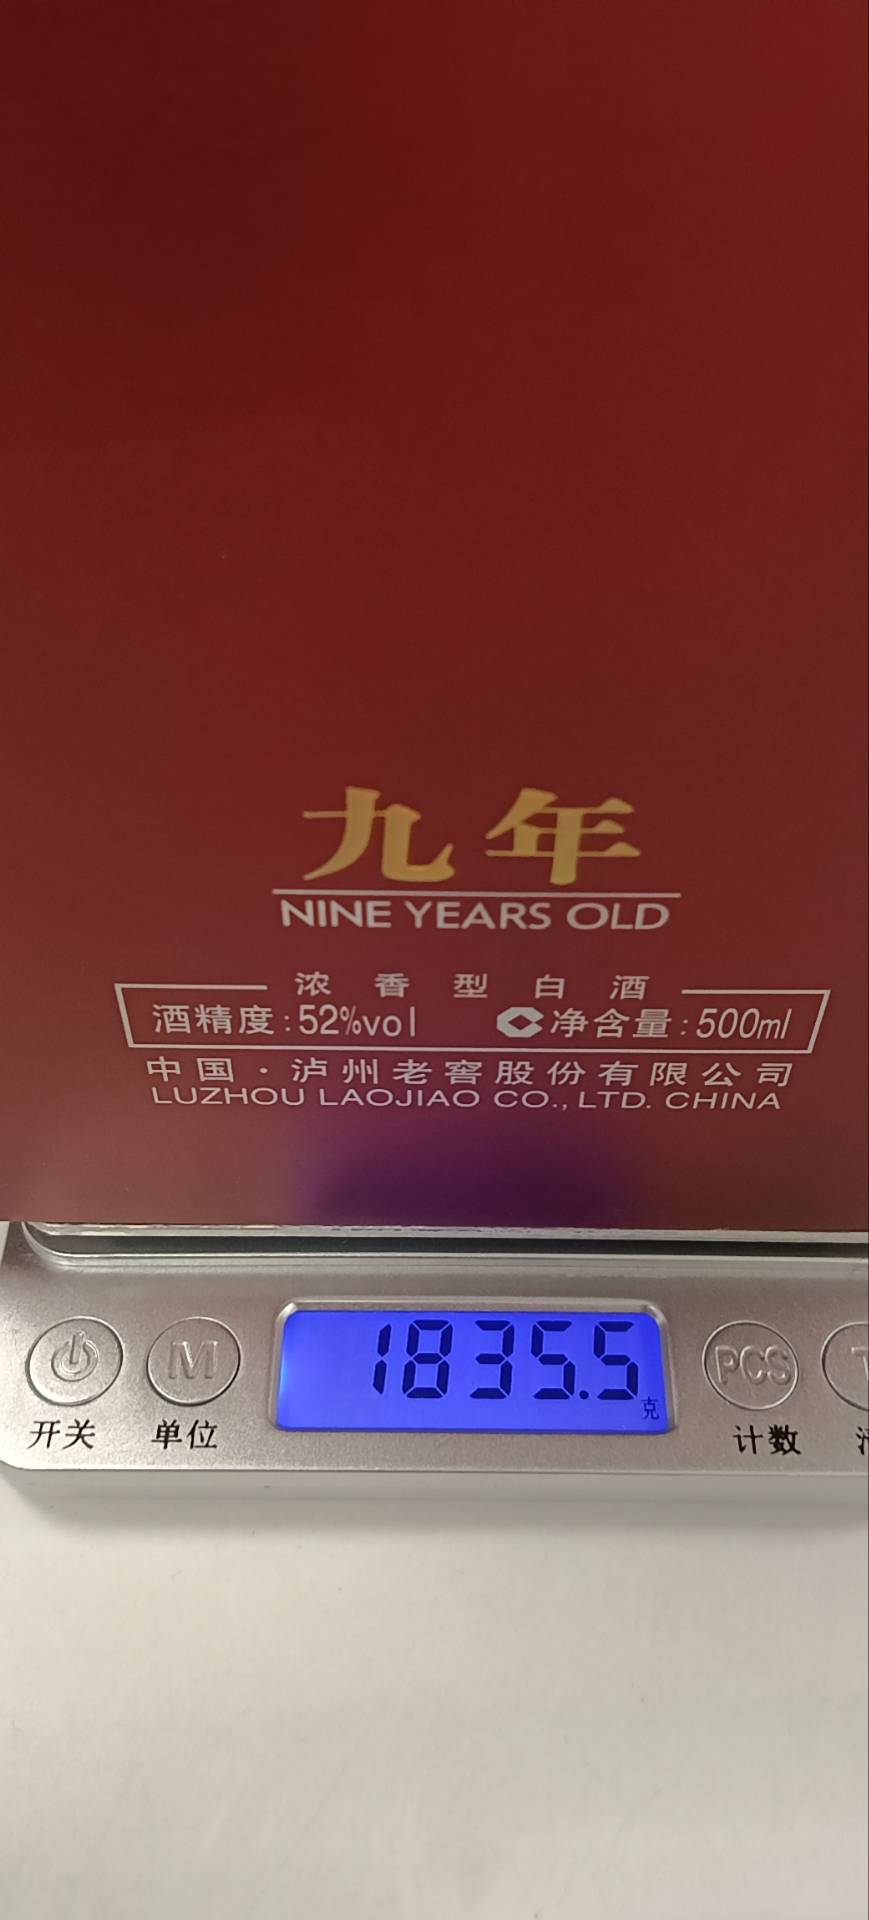 九年
NINE YEARS OLD
浓香型白酒
酒精度:52%vol 净含量:500ml
中国·泸州老窖股份有限公司
LUZHOU LAOJIAO CO.,LTD. CHINA
1835.5
克
M PCS T
开关 单位 计数